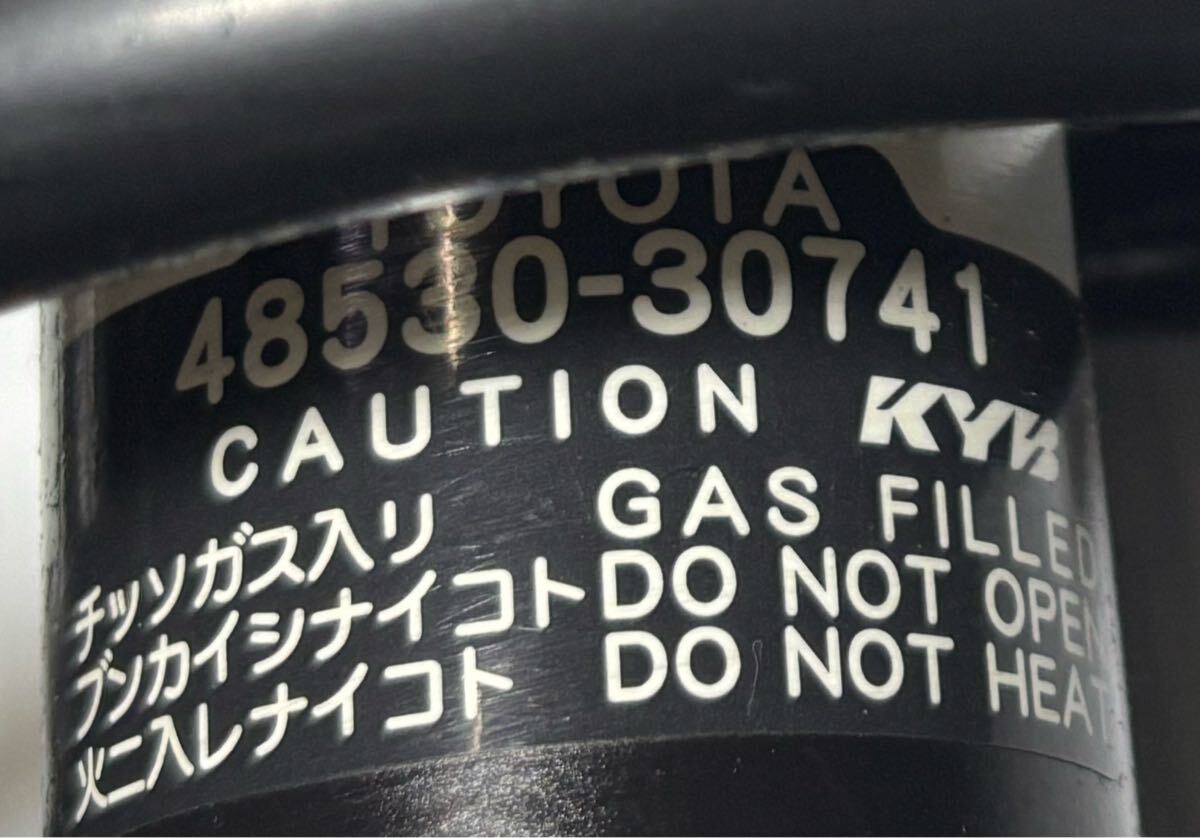 TOYOTA
48530-30741
CAUTION KYB
チッソガス入リ GAS FILLED
ブンカイシナイコト DO NOT OPEN
火ニ入レナイコト DO NOT HEAT